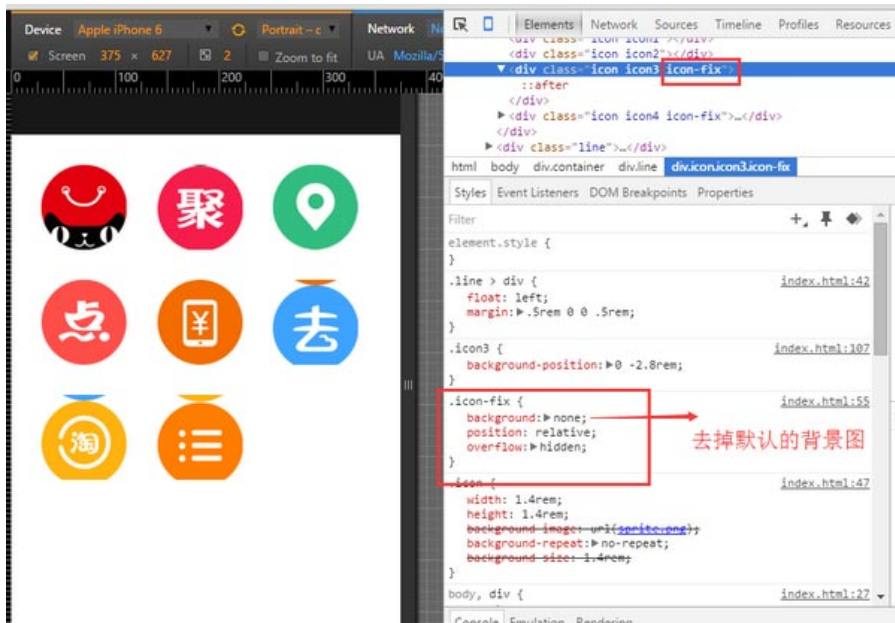 Device Apple iPhone 6 Portrait – c Network
Screen 375 × 627 2 Zoom to fit UA Mozilla/5
0 100 200 300 40
聚
点
¥
去
淘
Elements Network Sources Timeline Profiles Resources
<div class="icon icon1"></div>
<div class="icon icon2"></div>
▼<div class="icon icon3 icon-fix">
::after
</div>
▶<div class="icon icon4 icon-fix">…</div>
</div>
▶<div class="line">…</div>
html body div.container div.line div.icon.icon3.icon-fix
Styles Event Listeners DOM Breakpoints Properties
Filter
element.style {
}
.line > div { index.html:42
float: left;
margin:▶.5rem 0 0 .5rem;
}
.icon3 { index.html:107
background-position:▶0 -2.8rem;
}
.icon-fix { index.html:55
background:▶none;
position: relative;
overflow:▶hidden;
}
去掉默认的背景图
.icon { index.html:47
width: 1.4rem;
height: 1.4rem;
background-image: url(sprite.png);
background-repeat:▶no-repeat;
background-size: 1.4rem;
}
body, div { index.html:27
Console Emulation Rendering